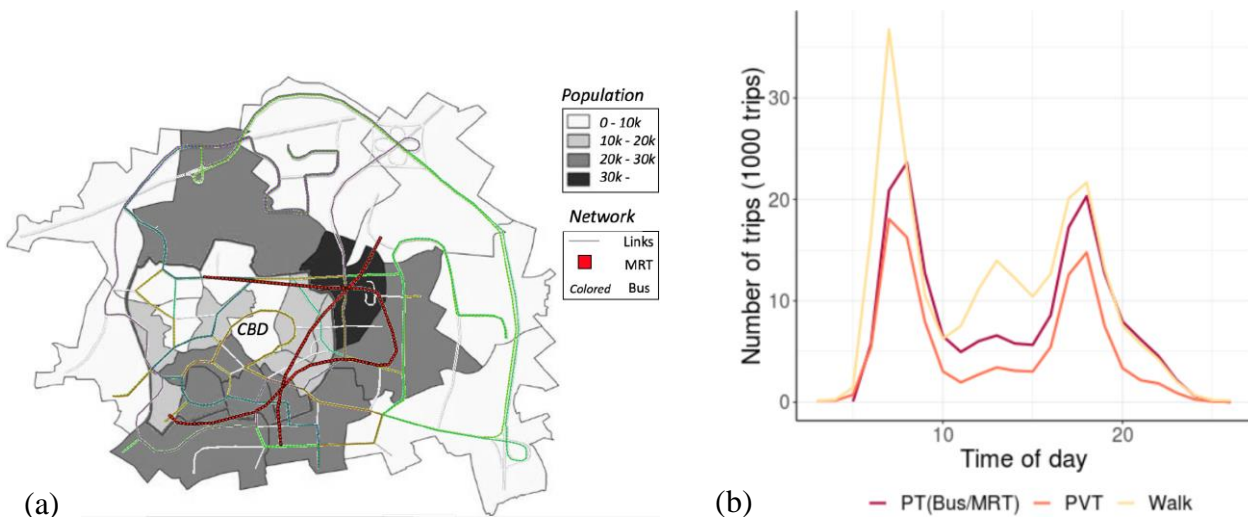 Population
0 - 10k
10k - 20k
20k - 30k
30k -
Network
Links
MRT
Colored Bus
CBD
(a)
Number of trips (1000 trips)
30
20
10
0
10 20
Time of day
PT(Bus/MRT) PVT Walk
(b)